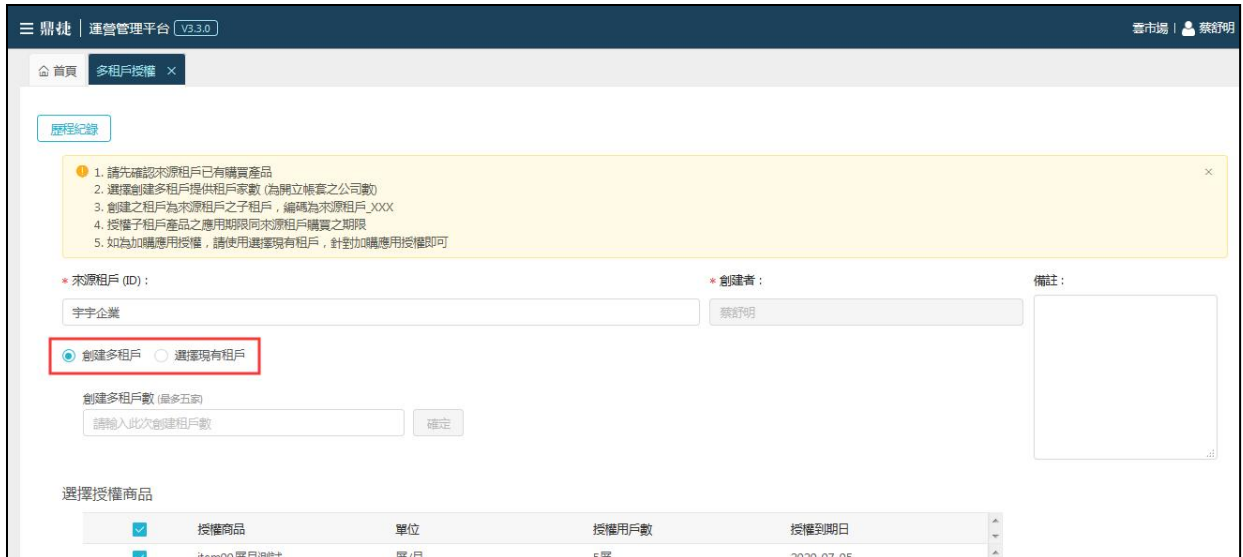 鼎捷 運營管理平台 V3.3.0 雲市場 蔡舒明
首頁 多租戶授權
歷程紀錄
1. 請先確認來源租戶已有購買產品
2. 選擇創建多租戶提供租戶家數 (為開立帳套之公司數)
3. 創建之租戶為來源租戶之子租戶，編碼為來源租戶_XXX
4. 授權子租戶產品之應用期限同來源租戶購買之期限
5. 如為加購應用授權，請使用選擇現有租戶，針對加購應用授權即可
* 來源租戶 (ID)： * 創建者： 備註：
宇宇企業 蔡舒明
創建多租戶 選擇現有租戶
創建多租戶數 (最多五家)
請輸入此次創建租戶數 確定
選擇授權商品
授權商品 單位 授權用戶數 授權到期日